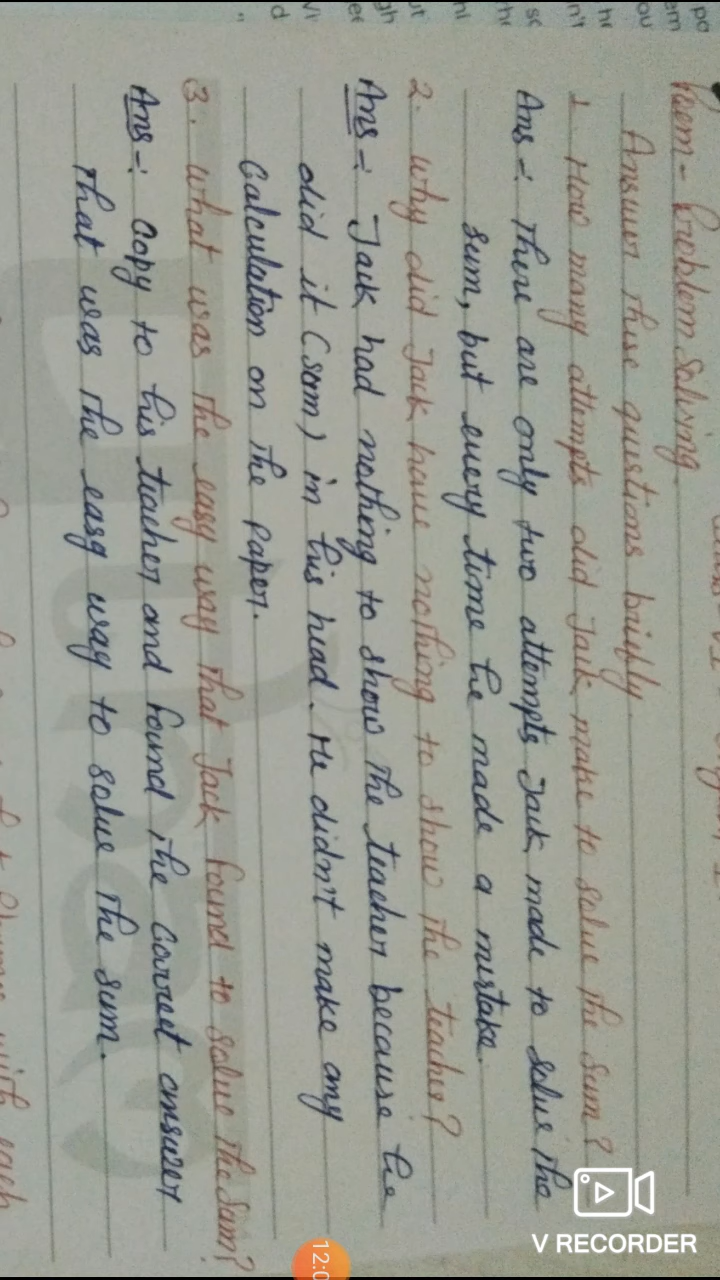 Poem - Problem Solving
Answer these questions briefly.
1 How many attempts did Jack make to solve the sum?
Ans -: There are only two attempts Jack made to solve the
sum, but every time he made a mistake.
2. why did Jack have nothing to show the teacher?
Ans -: Jack had nothing to show the teacher because he
did it (sum) in his head. He didn't make any
Calculation on the paper.
3. what was the easy way that Jack found to solve the sum?
Ans -: Copy to his teacher and found the correct answer
that was the easy way to solve the sum.
V RECORDER